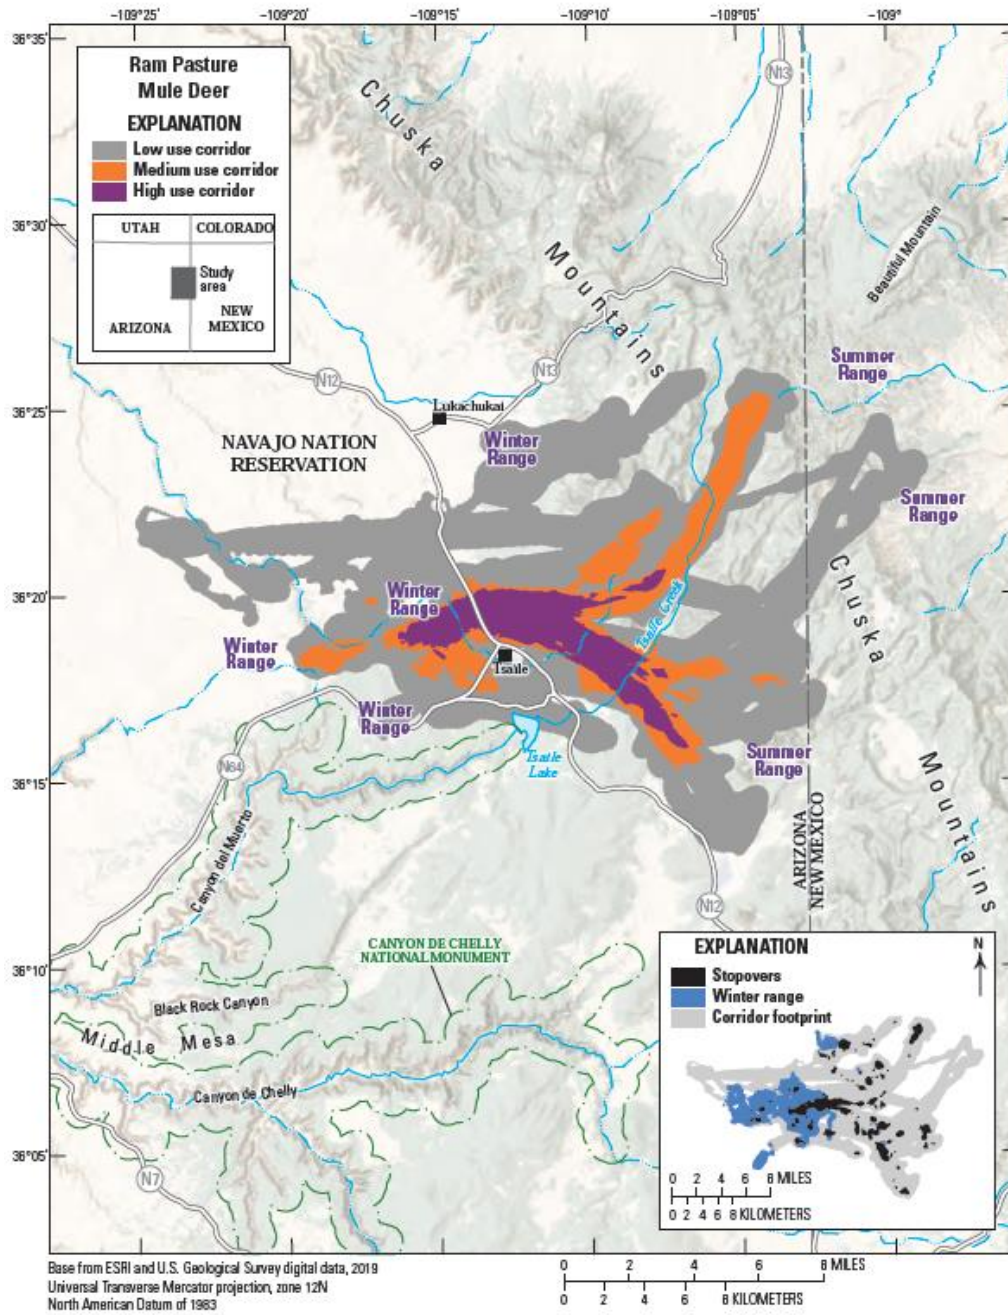 −109°25' −109°20' −109°15' −109°10' −109°05' −109°
36°35'
36°30'
36°25'
36°20'
36°15'
36°10'
36°05'
Ram Pasture
Mule Deer
EXPLANATION
Low use corridor
Medium use corridor
High use corridor
UTAH
COLORADO
Study
area
ARIZONA
NEW
MEXICO
Chuska
Mountains
N13
Beautiful Mountain
N12
N13
Lukachukai
NAVAJO NATION
RESERVATION
Winter
Range
Summer
Range
Summer
Range
Winter
Range
Winter
Range
Tsaile Creek
Chuska
Mountains
Tsaile
Winter
Range
Tsaile
Lake
Summer
Range
N64
Canyon del Muerto
ARIZONA
NEW MEXICO
N12
CANYON DE CHELLY
NATIONAL MONUMENT
Black Rock Canyon
Middle Mesa
Canyon de Chelly
N7
EXPLANATION
N
Stopovers
Winter range
Corridor footprint
0 2 4 6 8 MILES
0 2 4 6 8 KILOMETERS
Base from ESRI and U.S. Geological Survey digital data, 2019
Universal Transverse Mercator projection, zone 12N
North American Datum of 1983
0 2 4 6 8 MILES
0 2 4 6 8 KILOMETERS